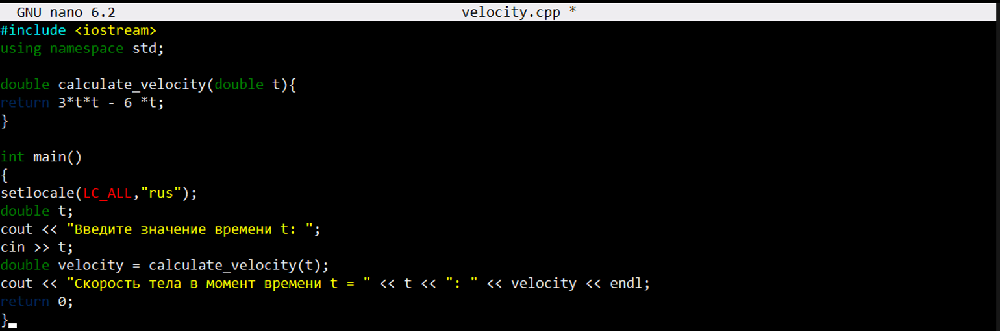 GNU nano 6.2 velocity.cpp *
#include <iostream>
using namespace std;
double calculate_velocity(double t){
return 3*t*t - 6 *t;
}
int main()
{
setlocale(LC_ALL,"rus");
double t;
cout << "Введите значение времени t: ";
cin >> t;
double velocity = calculate_velocity(t);
cout << "Скорость тела в момент времени t = " << t << ": " << velocity << endl;
return 0;
}